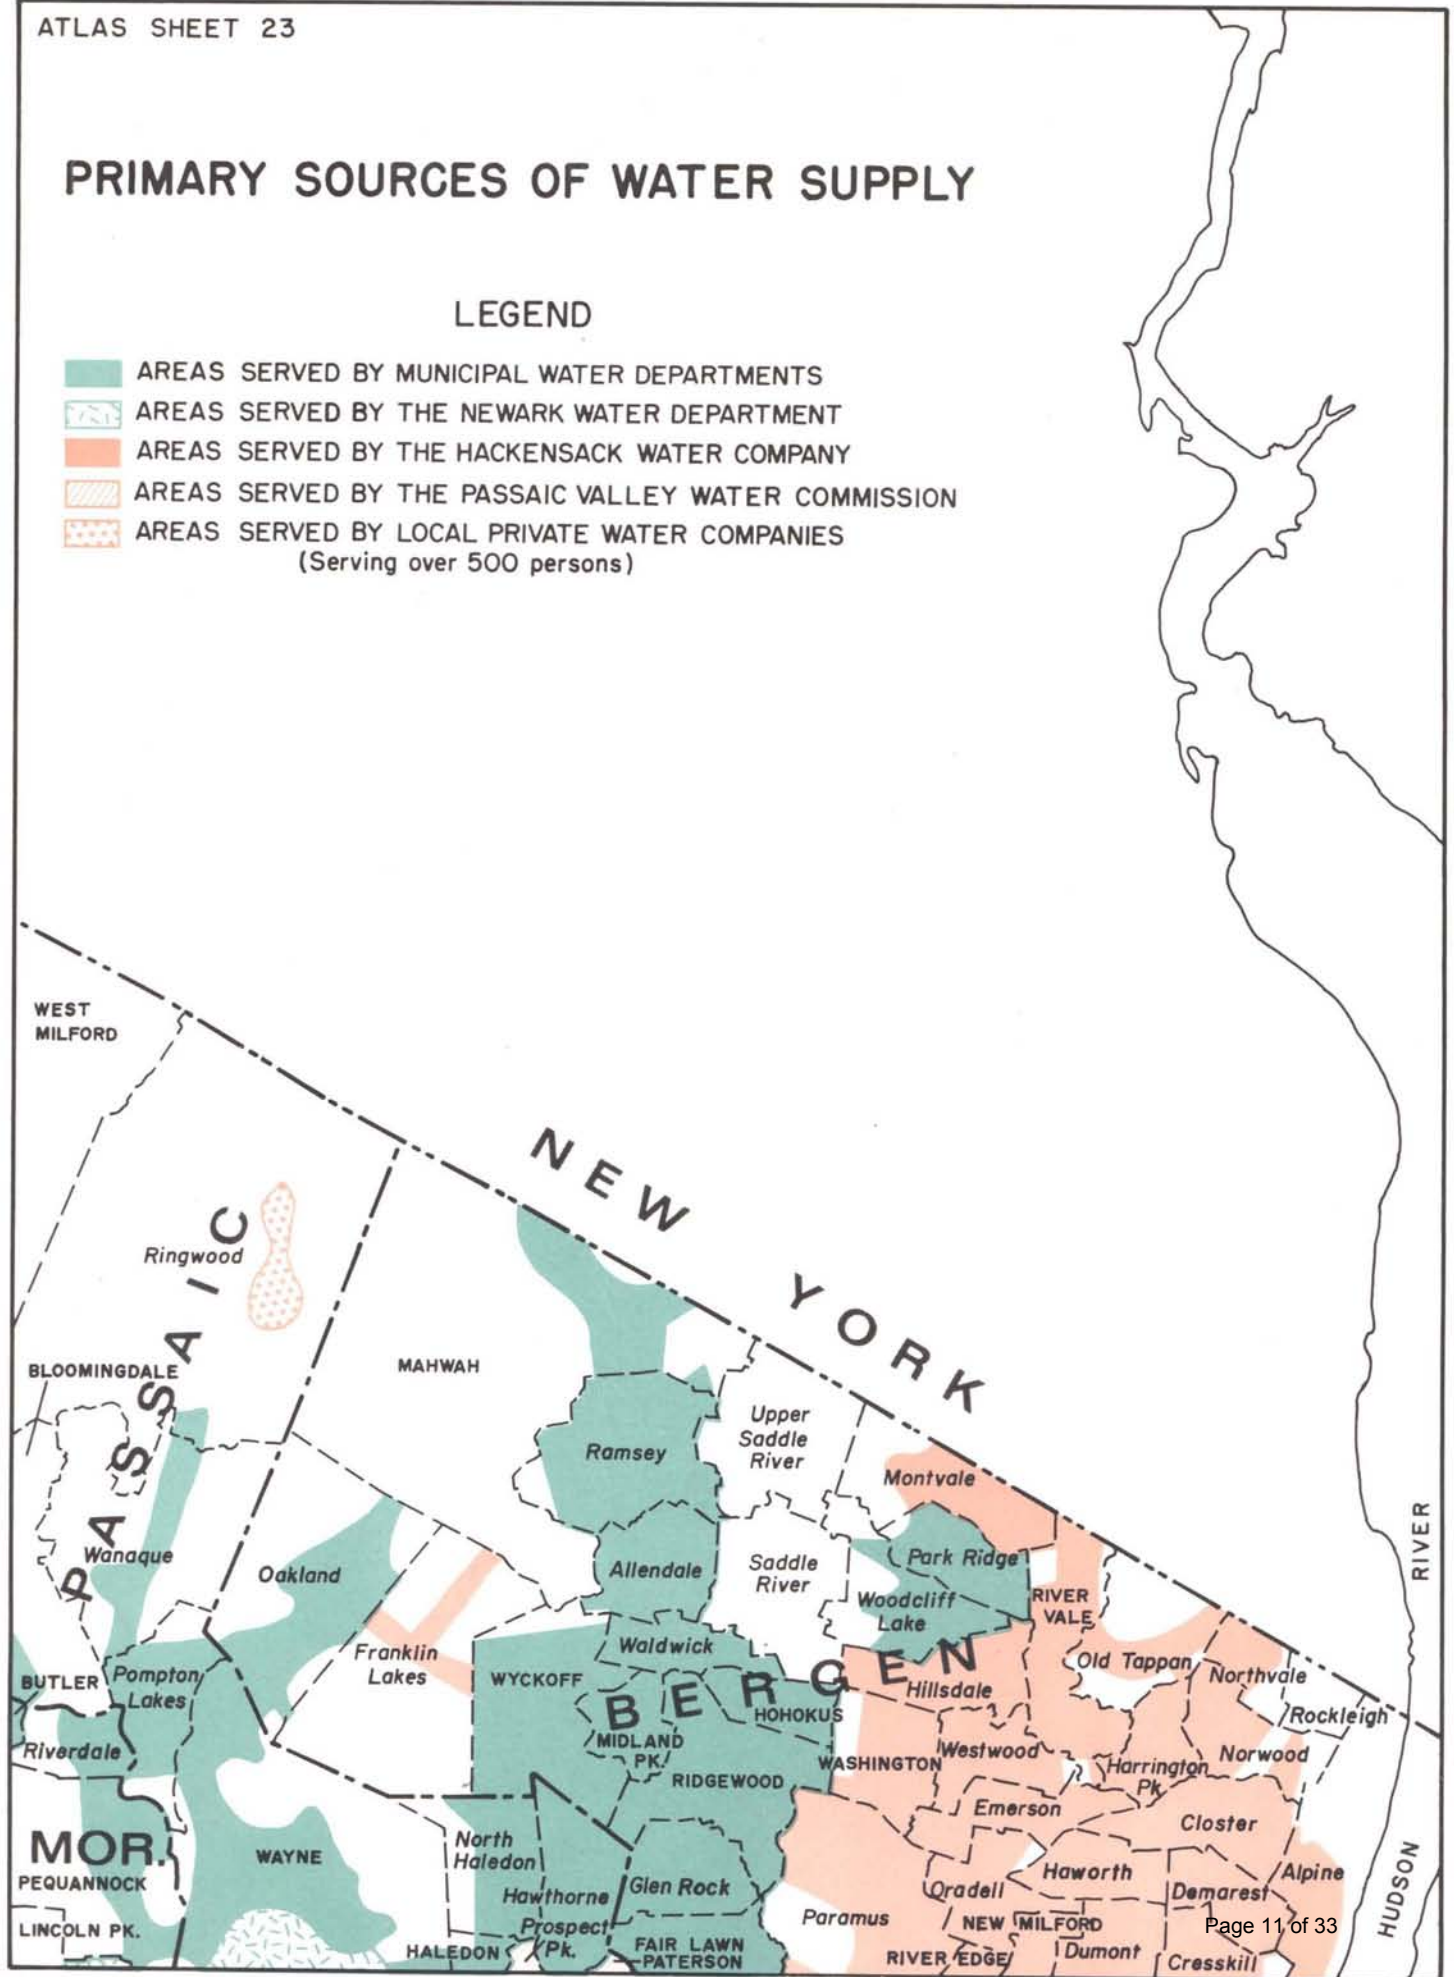 ATLAS SHEET 23
PRIMARY SOURCES OF WATER SUPPLY
LEGEND
AREAS SERVED BY MUNICIPAL WATER DEPARTMENTS
AREAS SERVED BY THE NEWARK WATER DEPARTMENT
AREAS SERVED BY THE HACKENSACK WATER COMPANY
AREAS SERVED BY THE PASSAIC VALLEY WATER COMMISSION
AREAS SERVED BY LOCAL PRIVATE WATER COMPANIES
(Serving over 500 persons)
WEST
MILFORD
NEW YORK
PASSAIC
Ringwood
BLOOMINGDALE
MAHWAH
Upper
Saddle
River
Ramsey
Montvale
Wanaque
Oakland
Allendale
Saddle
River
Park Ridge
Woodcliff
Lake
RIVER
VALE
HUDSON RIVER
BUTLER
Pompton
Lakes
Franklin
Lakes
WYCKOFF
Waldwick
BERGEN
Hillsdale
Old Tappan
Northvale
Rockleigh
HOHOKUS
MIDLAND
PK.
Riverdale
RIDGEWOOD
WASHINGTON
Westwood
Harrington
Pk.
Norwood
Emerson
Closter
MOR.
PEQUANNOCK
WAYNE
North
Haledon
Hawthorne
Glen Rock
Oradell
Haworth
Demarest
Alpine
LINCOLN PK.
HALEDON
Prospect
Pk.
FAIR LAWN
PATERSON
Paramus
NEW MILFORD
RIVER EDGE
Dumont
Cresskill
Page 11 of 33